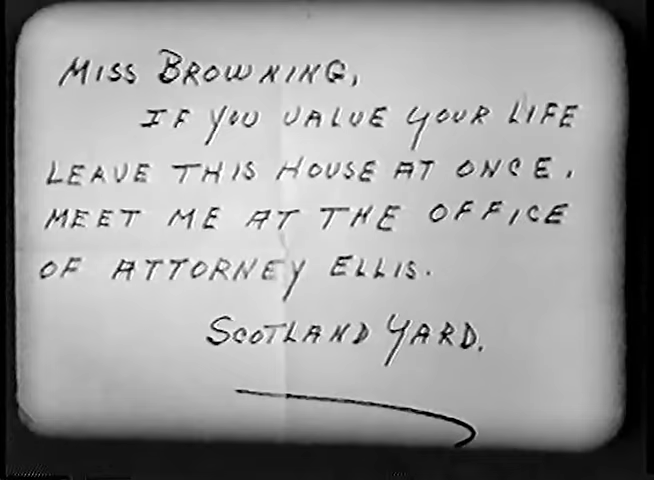 MISS BROWNING,
IF YOU VALUE YOUR LIFE
LEAVE THIS HOUSE AT ONCE.
MEET ME AT THE OFFICE
OF ATTORNEY ELLIS.
SCOTLAND YARD.